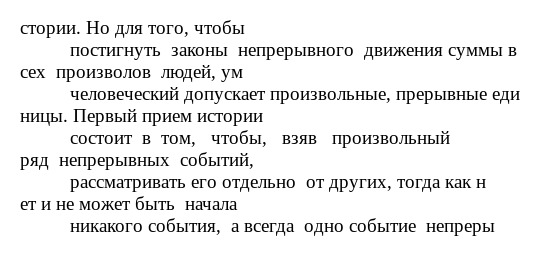 стории. Но для того, чтобы
постигнуть законы непрерывного движения суммы в
сех произволов людей, ум
человеческий допускает произвольные, прерывные еди
ницы. Первый прием истории
состоит в том, чтобы, взяв произвольный
ряд непрерывных событий,
рассматривать его отдельно от других, тогда как н
ет и не может быть начала
никакого события, а всегда одно событие непреры